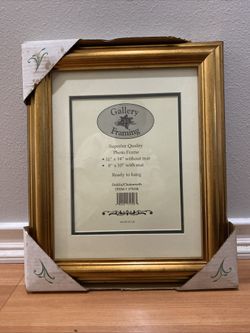 Gallery
Framing
Superior Quality
Photo Frame
• 11" x 14" without mat
• 8" x 10" with mat
Ready to hang